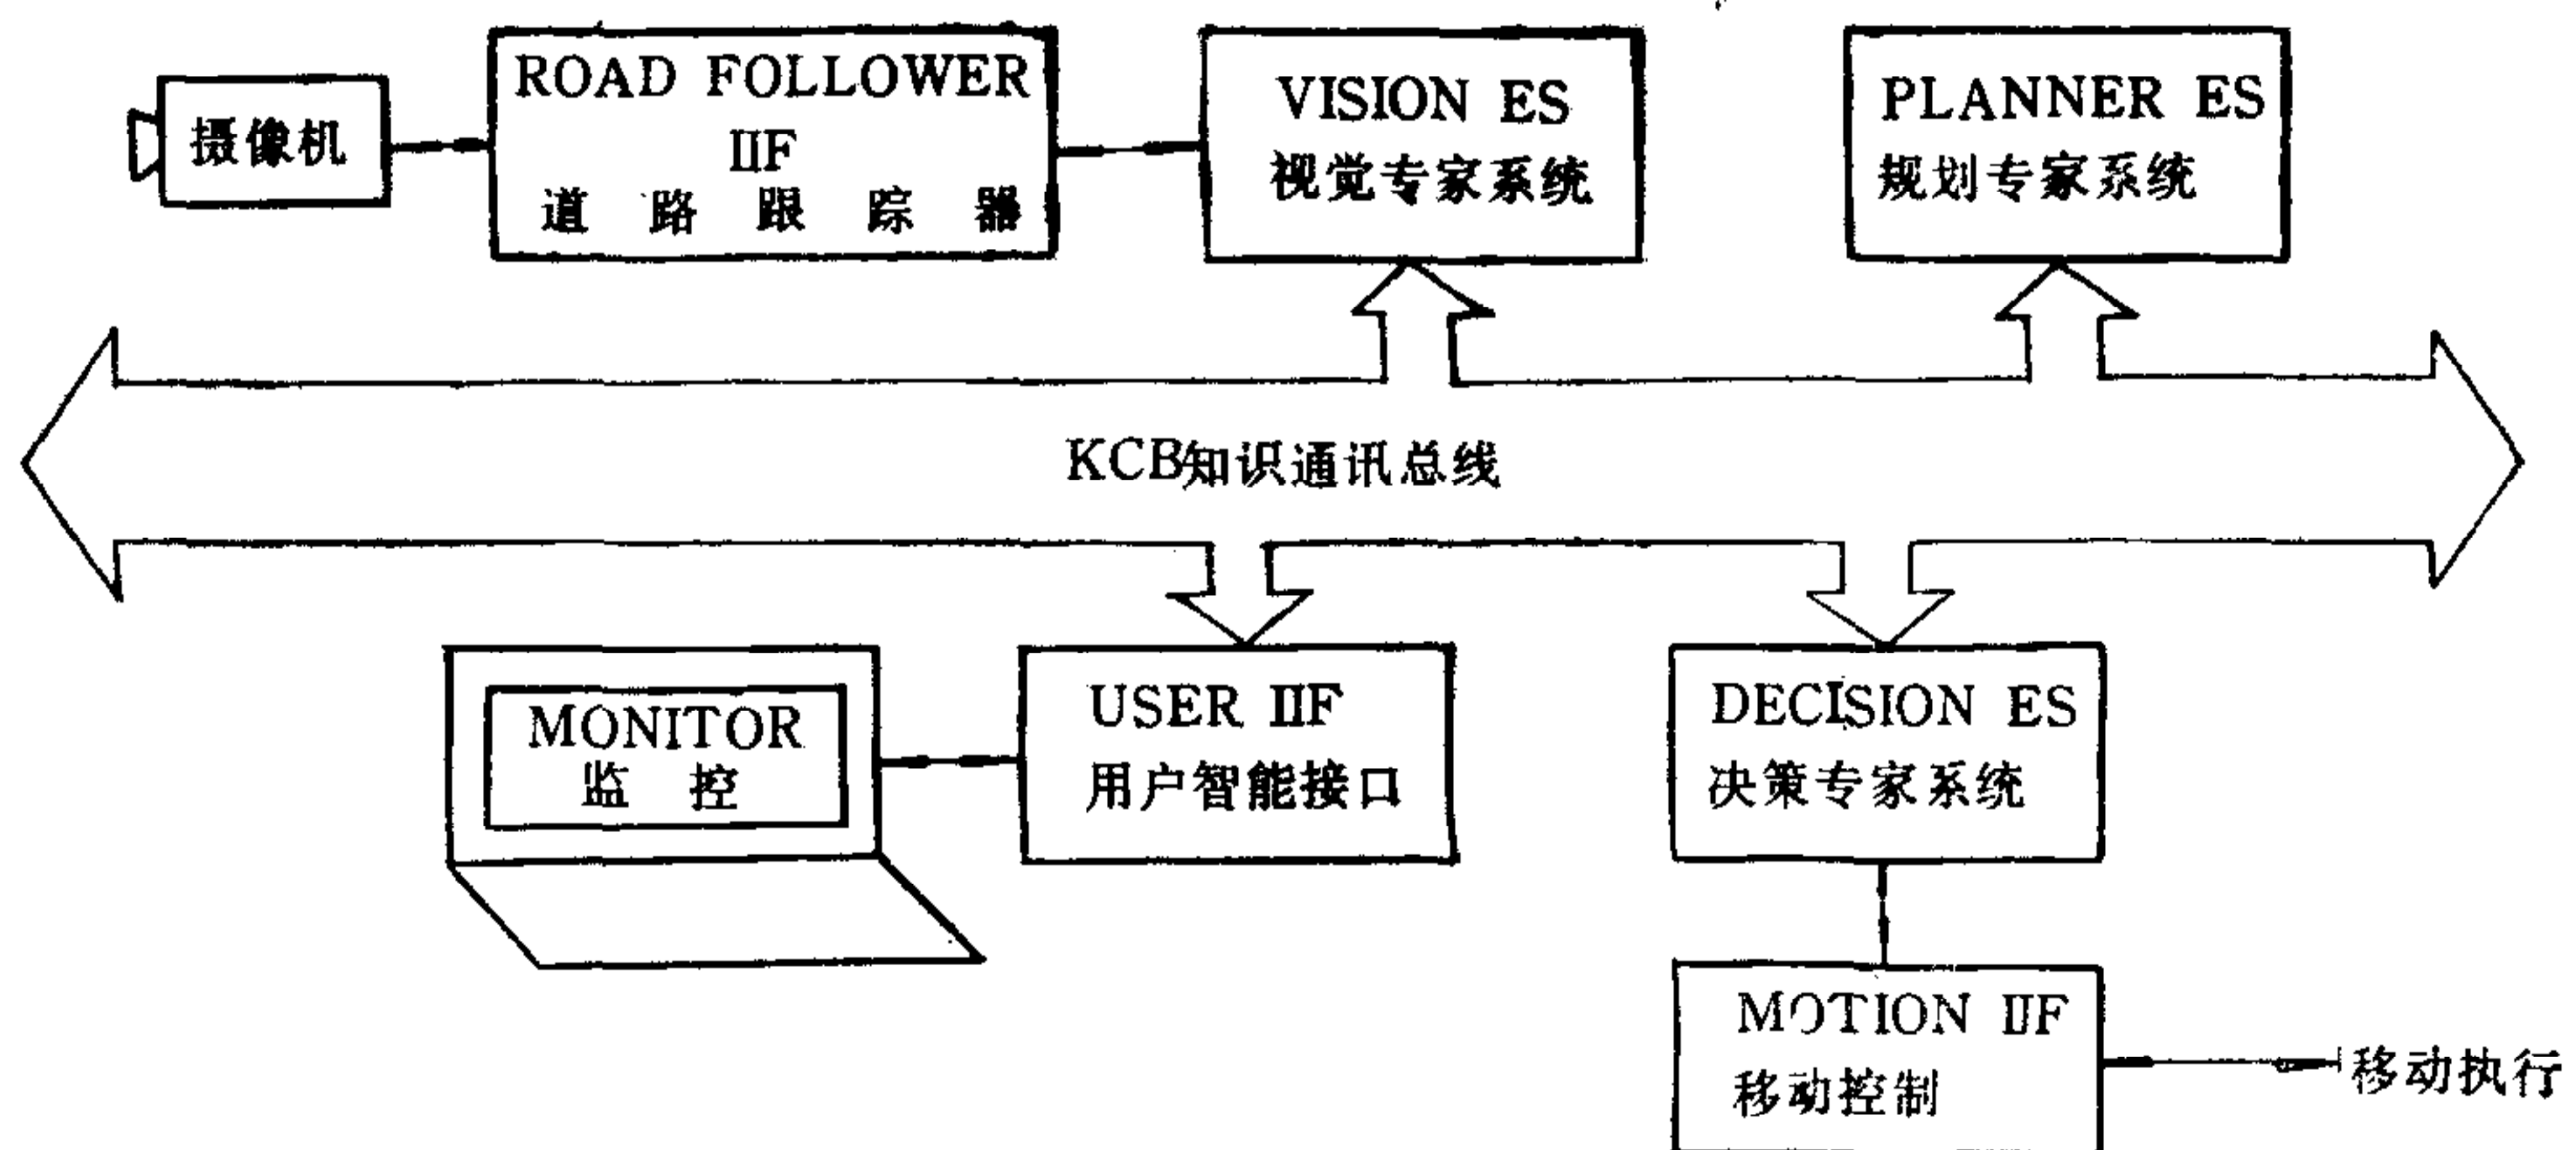 摄像机
ROAD FOLLOWER
IIF
道路跟踪器
VISION ES
视觉专家系统
PLANNER ES
规划专家系统
KCB知识通讯总线
MONITOR
监控
USER IIF
用户智能接口
DECISION ES
决策专家系统
MOTION IIF
移动控制
移动执行